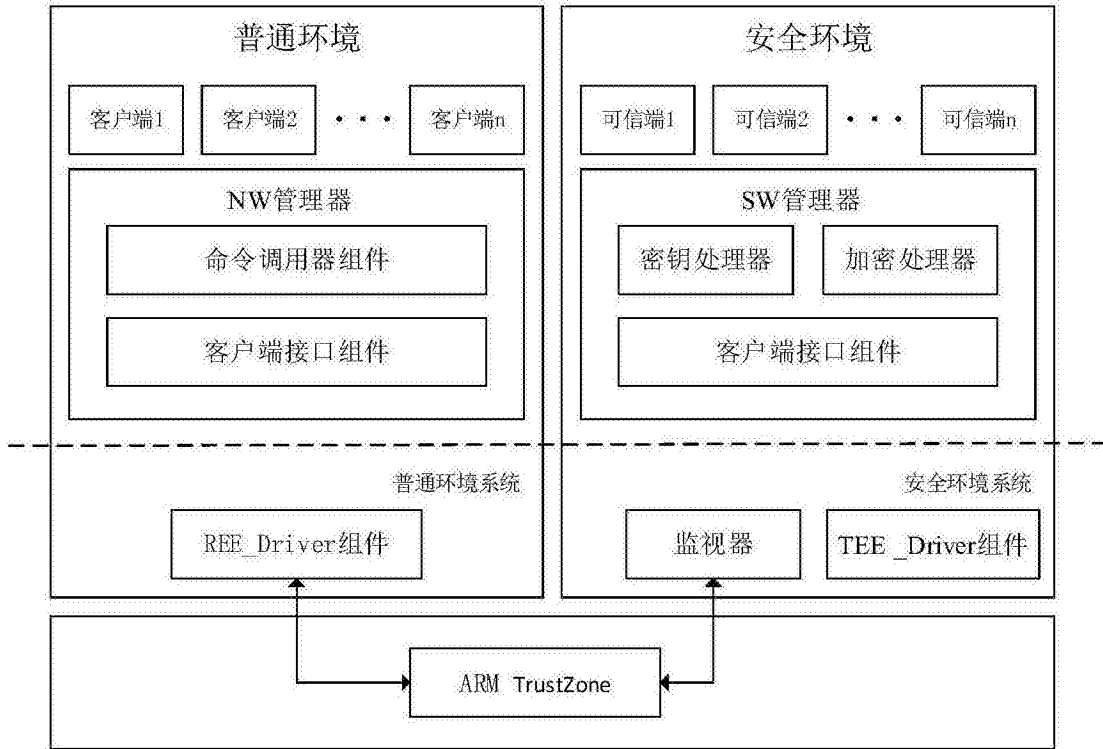 普通环境
客户端1 客户端2 ··· 客户端n
NW管理器
命令调用器组件
客户端接口组件
普通环境系统
REE_Driver组件
安全环境
可信端1 可信端2 ··· 可信端n
SW管理器
密钥处理器 加密处理器
客户端接口组件
安全环境系统
监视器 TEE _Driver组件
ARM TrustZone